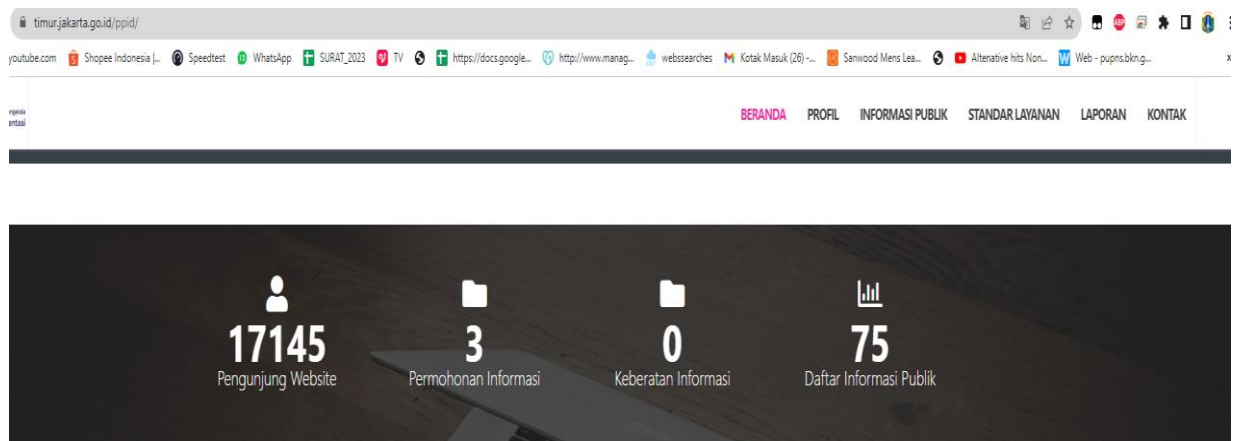 timur.jakarta.go.id/ppid/
youtube.com Shopee Indonesia |... Speedtest WhatsApp SURAT_2023 TV https://docs.google... http://www.manag... webssearches Kotak Masuk (26) -... Sanwood Mens Lea... Altenative hits Non... Web - pupns.bkn.g...
entasi
BERANDA PROFIL INFORMASI PUBLIK STANDAR LAYANAN LAPORAN KONTAK
17145 3 0 75
Pengunjung Website Permohonan Informasi Keberatan Informasi Daftar Informasi Publik